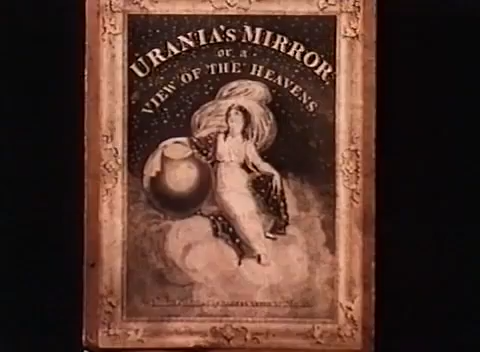 URANIA'S MIRROR
or, a
VIEW OF THE HEAVENS